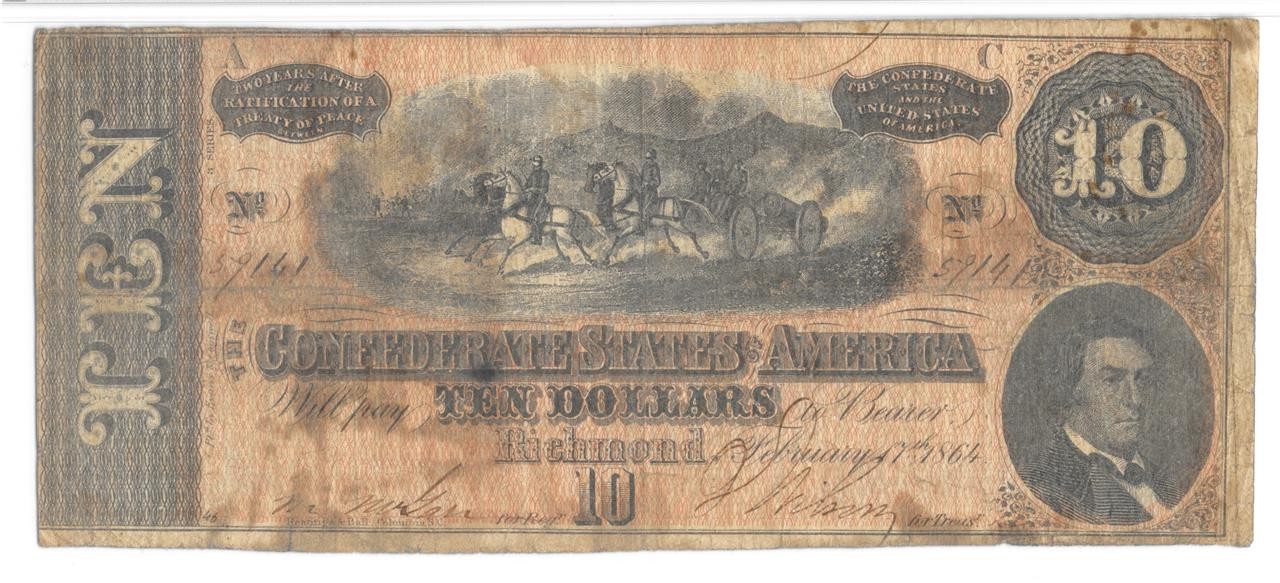 TEN
A
C
TWO YEARS AFTER
THE
RATIFICATION OF A
TREATY OF PEACE
BETWEEN
THE CONFEDERATE
STATES
AND THE
UNITED STATES
OF AMERICA.
10
SERIES
No.
No.
59161
59141
THE
CONFEDERATE STATES OF AMERICA
Will pay TEN DOLLARS to Bearer,
Richmond, February 17th, 1864
10
for Regr.
for Treasr.